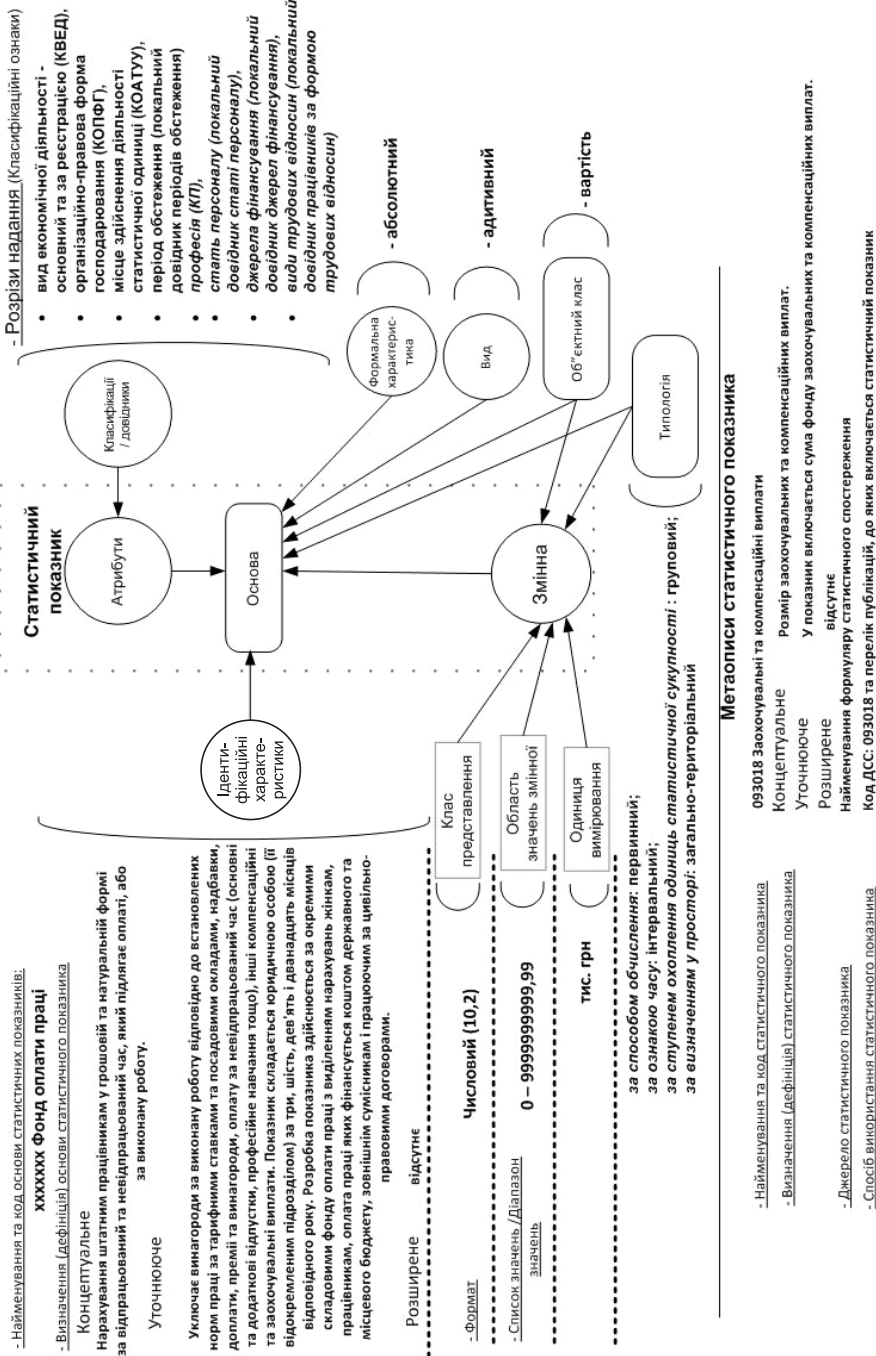 - Найменування та код основи статистичних показників:
ххххххх Фонд оплати праці
- Визначення (дефініція) основи статистичного показника
Концептуальне
Нарахування штатним працівникам у грошовій та натуральній формі
за відпрацьований та невідпрацьований час, який підлягає оплаті, або
за виконану роботу.
Уточнююче
Уключає винагороди за виконану роботу відповідно до встановлених
норм праці за тарифними ставками та посадовими окладами, надбавки,
доплати, премії та винагороди, оплату за невідпрацьований час (основні
та додаткові відпустки, професійне навчання тощо), інші компенсаційні
та заохочувальні виплати. Показник складається юридичною особою (її
відокремленим підрозділом) за три, шість, дев'ять і дванадцять місяців
відповідного року. Розробка показника здійснюється за окремими
складовими фонду оплати праці з виділенням нарахувань жінкам,
працівникам, оплата праці яких фінансується коштом державного та
місцевого бюджету, зовнішнім сумісникам і працюючим за цивільно-
правовими договорами.
Розширене
відсутнє
- Формат
Числовий (10,2)
- Список значень /Діапазон
значень
0 – 99999999999,99
тис. грн
Іденти-
фікаційні
характе-
ристики
Клас
представлення
Область
значень змінної
Одиниця
вимірювання
Статистичний
показник
Атрибути
Основа
Змінна
Класифікації
/ довідники
Формальна
характерис-
тика
Вид
Об"єктний клас
Типологія
- Розрізи надання (Класифікаційні ознаки)
• вид економічної діяльності -
основний та за реєстрацією (КВЕД),
• організаційно-правова форма
господарювання (КОПФГ)
• місце здійснення діяльності
статистичної одиниці (КОАТУУ),
• період обстеження (локальний
довідник періодів обстеження)
• професія (КП),
• стать персоналу (локальний
довідник статі персоналу),
• джерела фінансування (локальний
довідник джерел фінансування),
• види трудових відносин (локальний
довідник працівників за формою
трудових відносин)
- абсолютний
- адитивний
- вартість
за способом обчислення: первинний;
за ознакою часу: інтервальний;
за ступенем охоплення одиниць статистичної сукупності : груповий;
за визначенням у просторі: загально-територіальний
Метаописи статистичного показника
- Найменування та код статистичного показника
093018 Заохочувальні та компенсаційні виплати
- Визначення (дефініція) статистичного показника
Концептуальне
Розмір заохочувальних та компенсаційних виплат.
Уточнююче
У показник включається сума фонду заохочувальних та компенсаційних виплат.
Розширене
відсутнє
- Джерело статистичного показника
Найменування формуляру статистичного спостереження
- Спосіб використання статистичного показника
Код ДСС: 093018 та перелік публікацій, до яких включається статистичний показник